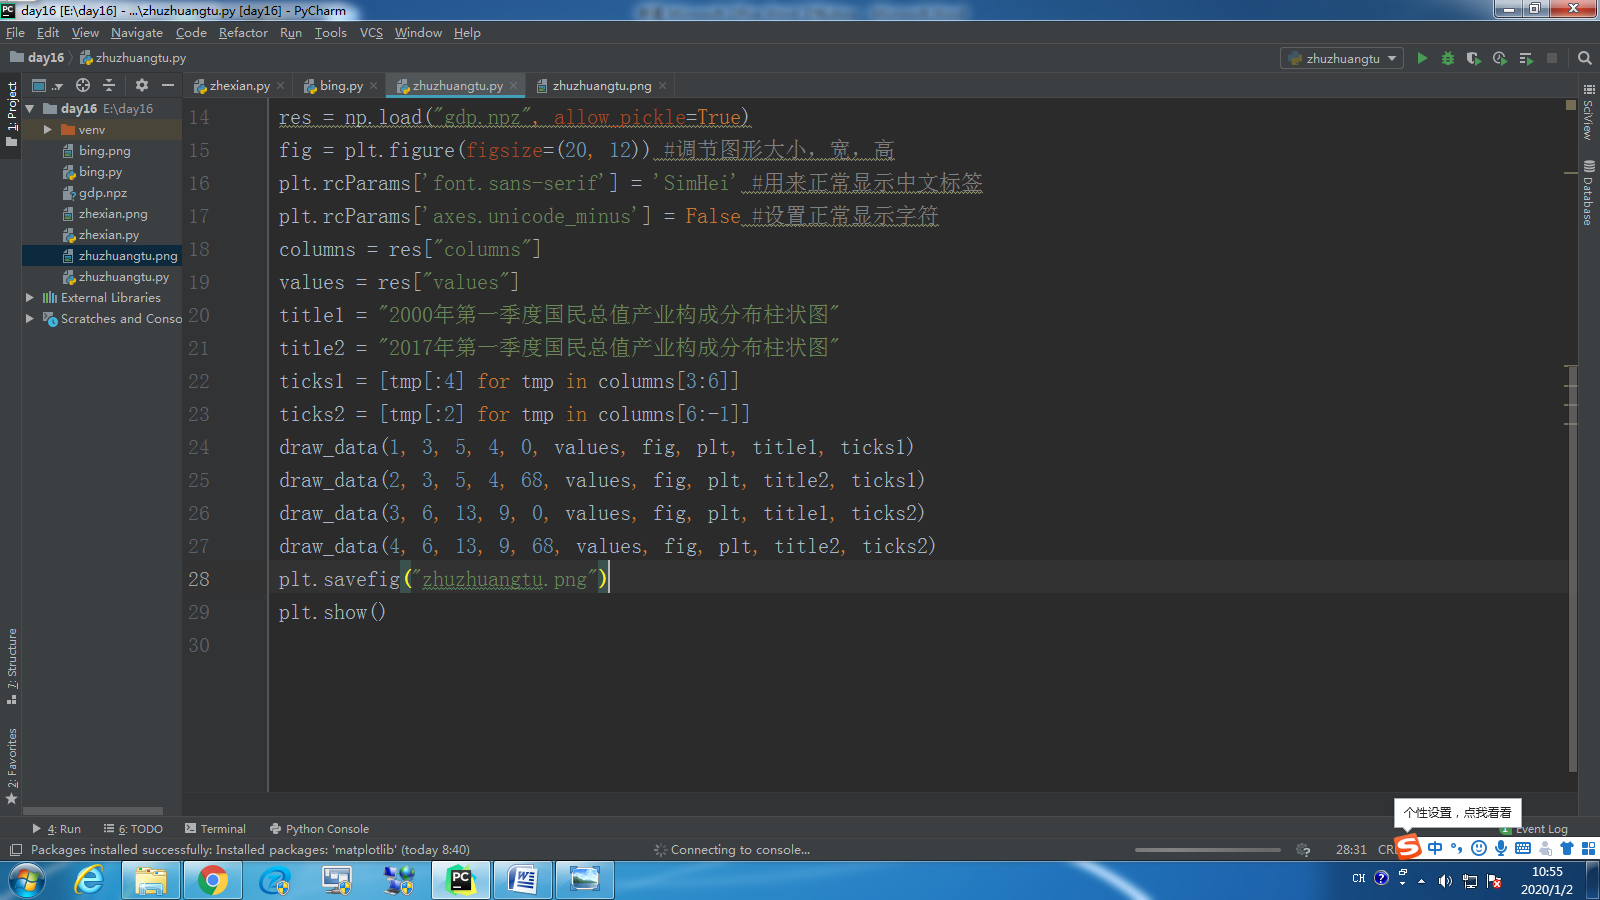 day16 [E:\day16] - ...\zhuzhuangtu.py [day16] - PyCharm
File Edit View Navigate Code Refactor Run Tools VCS Window Help
day16 zhuzhuangtu.py
zhuzhuangtu
1: Project
zhexian.py bing.py zhuzhuangtu.py zhuzhuangtu.png
day16 E:\day16
venv
bing.png
bing.py
gdp.npz
zhexian.png
zhexian.py
zhuzhuangtu.png
zhuzhuangtu.py
External Libraries
Scratches and Conso
14 res = np.load("gdp.npz", allow_pickle=True)
15 fig = plt.figure(figsize=(20, 12)) #调节图形大小，宽，高
16 plt.rcParams['font.sans-serif'] = 'SimHei' #用来正常显示中文标签
17 plt.rcParams['axes.unicode_minus'] = False #设置正常显示字符
18 columns = res["columns"]
19 values = res["values"]
20 title1 = "2000年第一季度国民总值产业构成分布柱状图"
21 title2 = "2017年第一季度国民总值产业构成分布柱状图"
22 ticks1 = [tmp[:4] for tmp in columns[3:6]]
23 ticks2 = [tmp[:2] for tmp in columns[6:-1]]
24 draw_data(1, 3, 5, 4, 0, values, fig, plt, title1, ticks1)
25 draw_data(2, 3, 5, 4, 68, values, fig, plt, title2, ticks1)
26 draw_data(3, 6, 13, 9, 0, values, fig, plt, title1, ticks2)
27 draw_data(4, 6, 13, 9, 68, values, fig, plt, title2, ticks2)
28 plt.savefig("zhuzhuangtu.png")
29 plt.show()
30
SciView
Database
7: Structure
2: Favorites
个性设置，点我看看
4: Run 6: TODO Terminal Python Console Event Log
Packages installed successfully: Installed packages: 'matplotlib' (today 8:40) Connecting to console... 28:31 CRL
中
CH
10:55
2020/1/2